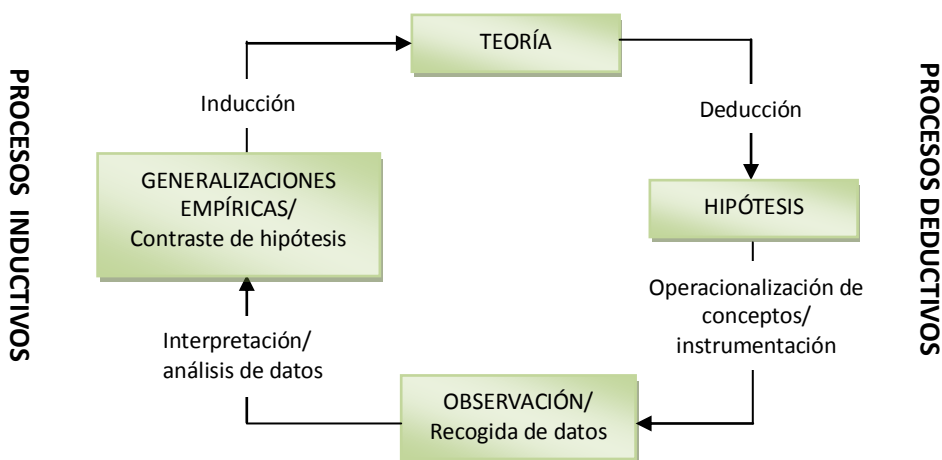 TEORÍA
Inducción
Deducción
PROCESOS INDUCTIVOS
PROCESOS DEDUCTIVOS
GENERALIZACIONES
EMPÍRICAS/
Contraste de hipótesis
HIPÓTESIS
Operacionalización de
conceptos/
instrumentación
Interpretación/
análisis de datos
OBSERVACIÓN/
Recogida de datos